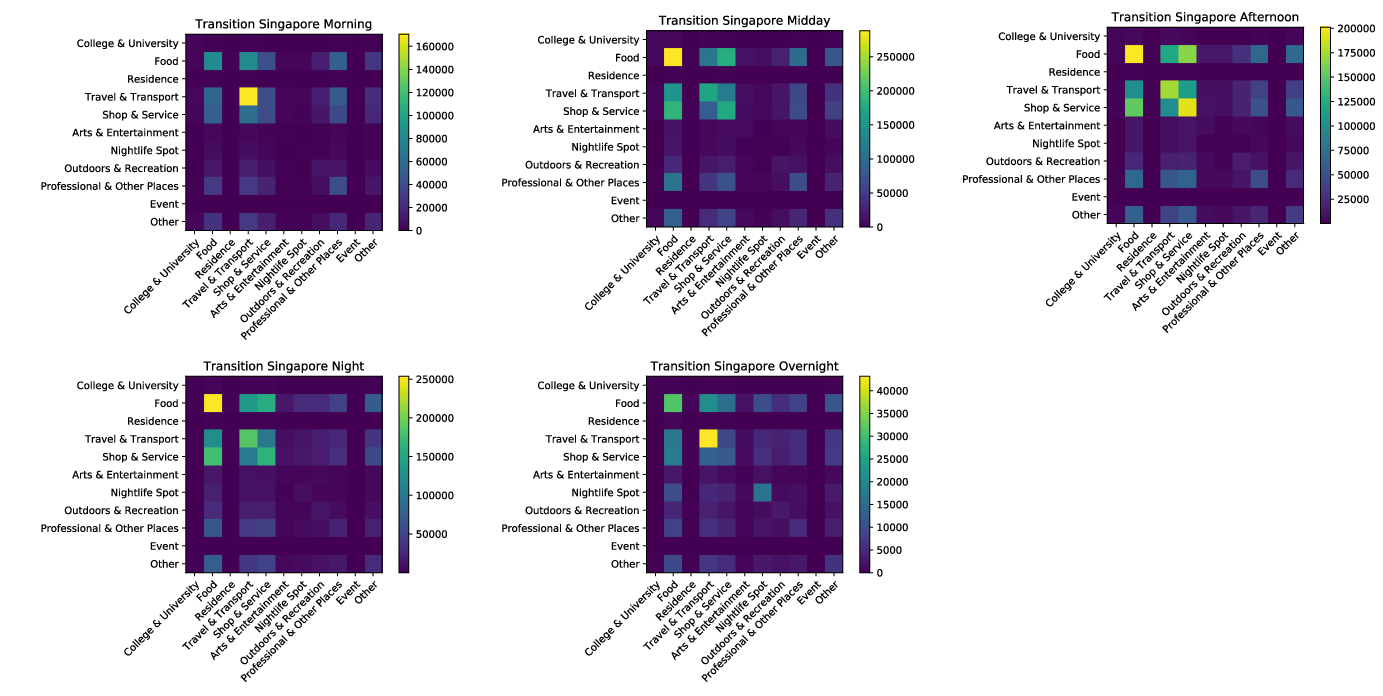 Transition Singapore Morning
College & University
Food
Residence
Travel & Transport
Shop & Service
Arts & Entertainment
Nightlife Spot
Outdoors & Recreation
Professional & Other Places
Event
Other
160000
140000
120000
100000
80000
60000
40000
20000
0
College & University
Food
Residence
Travel & Transport
Shop & Service
Arts & Entertainment
Nightlife Spot
Outdoors & Recreation
Professional & Other Places
Event
Other
Transition Singapore Midday
College & University
Food
Residence
Travel & Transport
Shop & Service
Arts & Entertainment
Nightlife Spot
Outdoors & Recreation
Professional & Other Places
Event
Other
250000
200000
150000
100000
50000
0
College & University
Food
Residence
Travel & Transport
Shop & Service
Arts & Entertainment
Nightlife Spot
Outdoors & Recreation
Professional & Other Places
Event
Other
Transition Singapore Afternoon
College & University
Food
Residence
Travel & Transport
Shop & Service
Arts & Entertainment
Nightlife Spot
Outdoors & Recreation
Professional & Other Places
Event
Other
200000
175000
150000
125000
100000
75000
50000
25000
College & University
Food
Residence
Travel & Transport
Shop & Service
Arts & Entertainment
Nightlife Spot
Outdoors & Recreation
Professional & Other Places
Event
Other
Transition Singapore Night
College & University
Food
Residence
Travel & Transport
Shop & Service
Arts & Entertainment
Nightlife Spot
Outdoors & Recreation
Professional & Other Places
Event
Other
250000
200000
150000
100000
50000
College & University
Food
Residence
Travel & Transport
Shop & Service
Arts & Entertainment
Nightlife Spot
Outdoors & Recreation
Professional & Other Places
Event
Other
Transition Singapore Overnight
College & University
Food
Residence
Travel & Transport
Shop & Service
Arts & Entertainment
Nightlife Spot
Outdoors & Recreation
Professional & Other Places
Event
Other
40000
35000
30000
25000
20000
15000
10000
5000
0
College & University
Food
Residence
Travel & Transport
Shop & Service
Arts & Entertainment
Nightlife Spot
Outdoors & Recreation
Professional & Other Places
Event
Other